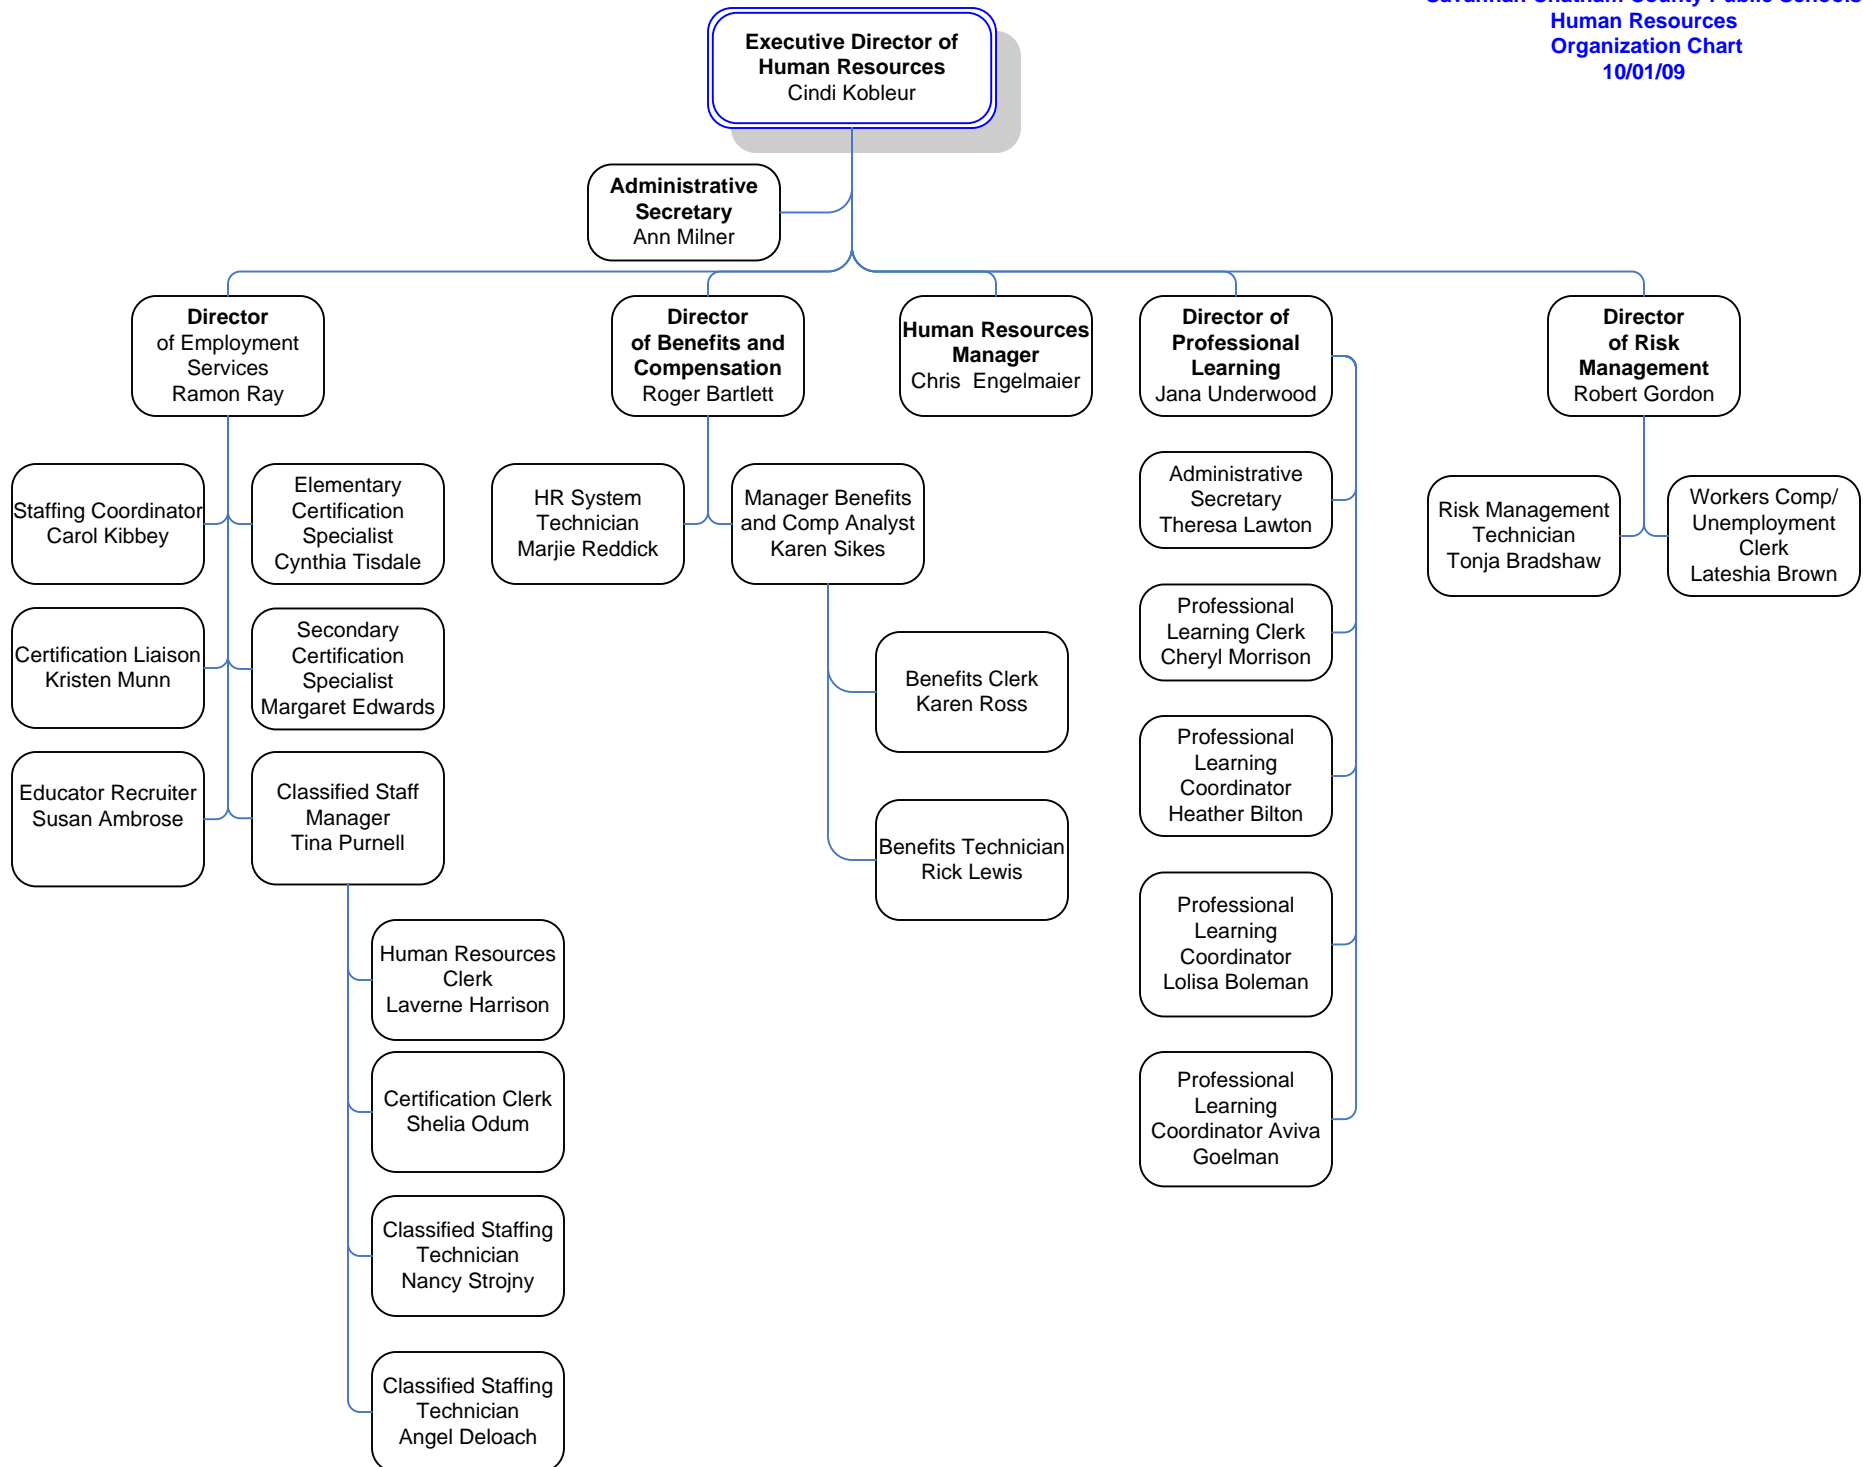 Savannah Chatham County Public Schools
Human Resources
Organization Chart
10/01/09
Executive Director of
Human Resources
Cindi Kobleur
Administrative
Secretary
Ann Milner
Director
of Employment
Services
Ramon Ray
Director
of Benefits and
Compensation
Roger Bartlett
Human Resources
Manager
Chris  Engelmaier
Director of
Professional
Learning
Jana Underwood
Director
of Risk
Management
Robert Gordon
Staffing Coordinator
Carol Kibbey
Elementary
Certification
Specialist
Cynthia Tisdale
HR System
Technician
Marjie Reddick
Manager Benefits
and Comp Analyst
Karen Sikes
Administrative
Secretary
Theresa Lawton
Risk Management
Technician
Tonja Bradshaw
Workers Comp/
Unemployment
Clerk
Lateshia Brown
Certification Liaison
Kristen Munn
Secondary
Certification
Specialist
Margaret Edwards
Benefits Clerk
Karen Ross
Professional
Learning Clerk
Cheryl Morrison
Educator Recruiter
Susan Ambrose
Classified Staff
Manager
Tina Purnell
Benefits Technician
Rick Lewis
Professional
Learning
Coordinator
Heather Bilton
Human Resources
Clerk
Laverne Harrison
Professional
Learning
Coordinator
Lolisa Boleman
Certification Clerk
Shelia Odum
Professional
Learning
Coordinator Aviva
Goelman
Classified Staffing
Technician
Nancy Strojny
Classified Staffing
Technician
Angel Deloach